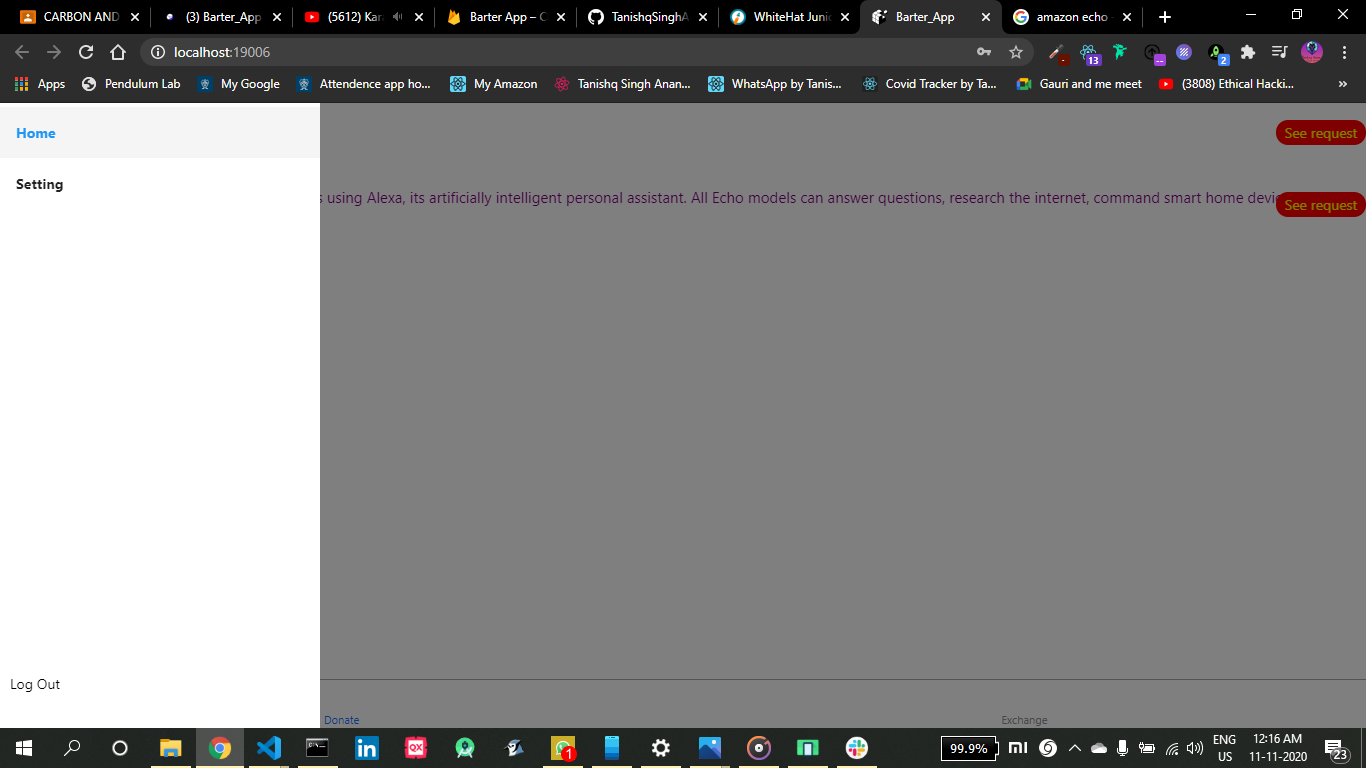 CARBON AND
(3) Barter_App
(5612) Kar
Barter App – C
TanishqSinghA
WhiteHat Juni
Barter_App
amazon echo
localhost:19006
13
2
Apps
Pendulum Lab
My Google
Attendence app ho...
My Amazon
Tanishq Singh Anan...
WhatsApp by Tanis...
Covid Tracker by Ta...
Gauri and me meet
(3808) Ethical Hacki...
»
Home
See request
Setting
s using Alexa, its artificially intelligent personal assistant. All Echo models can answer questions, research the internet, command smart home devi
See request
Log Out
Donate
Exchange
1
99.9%
ENG
US
12:16 AM
11-11-2020
23